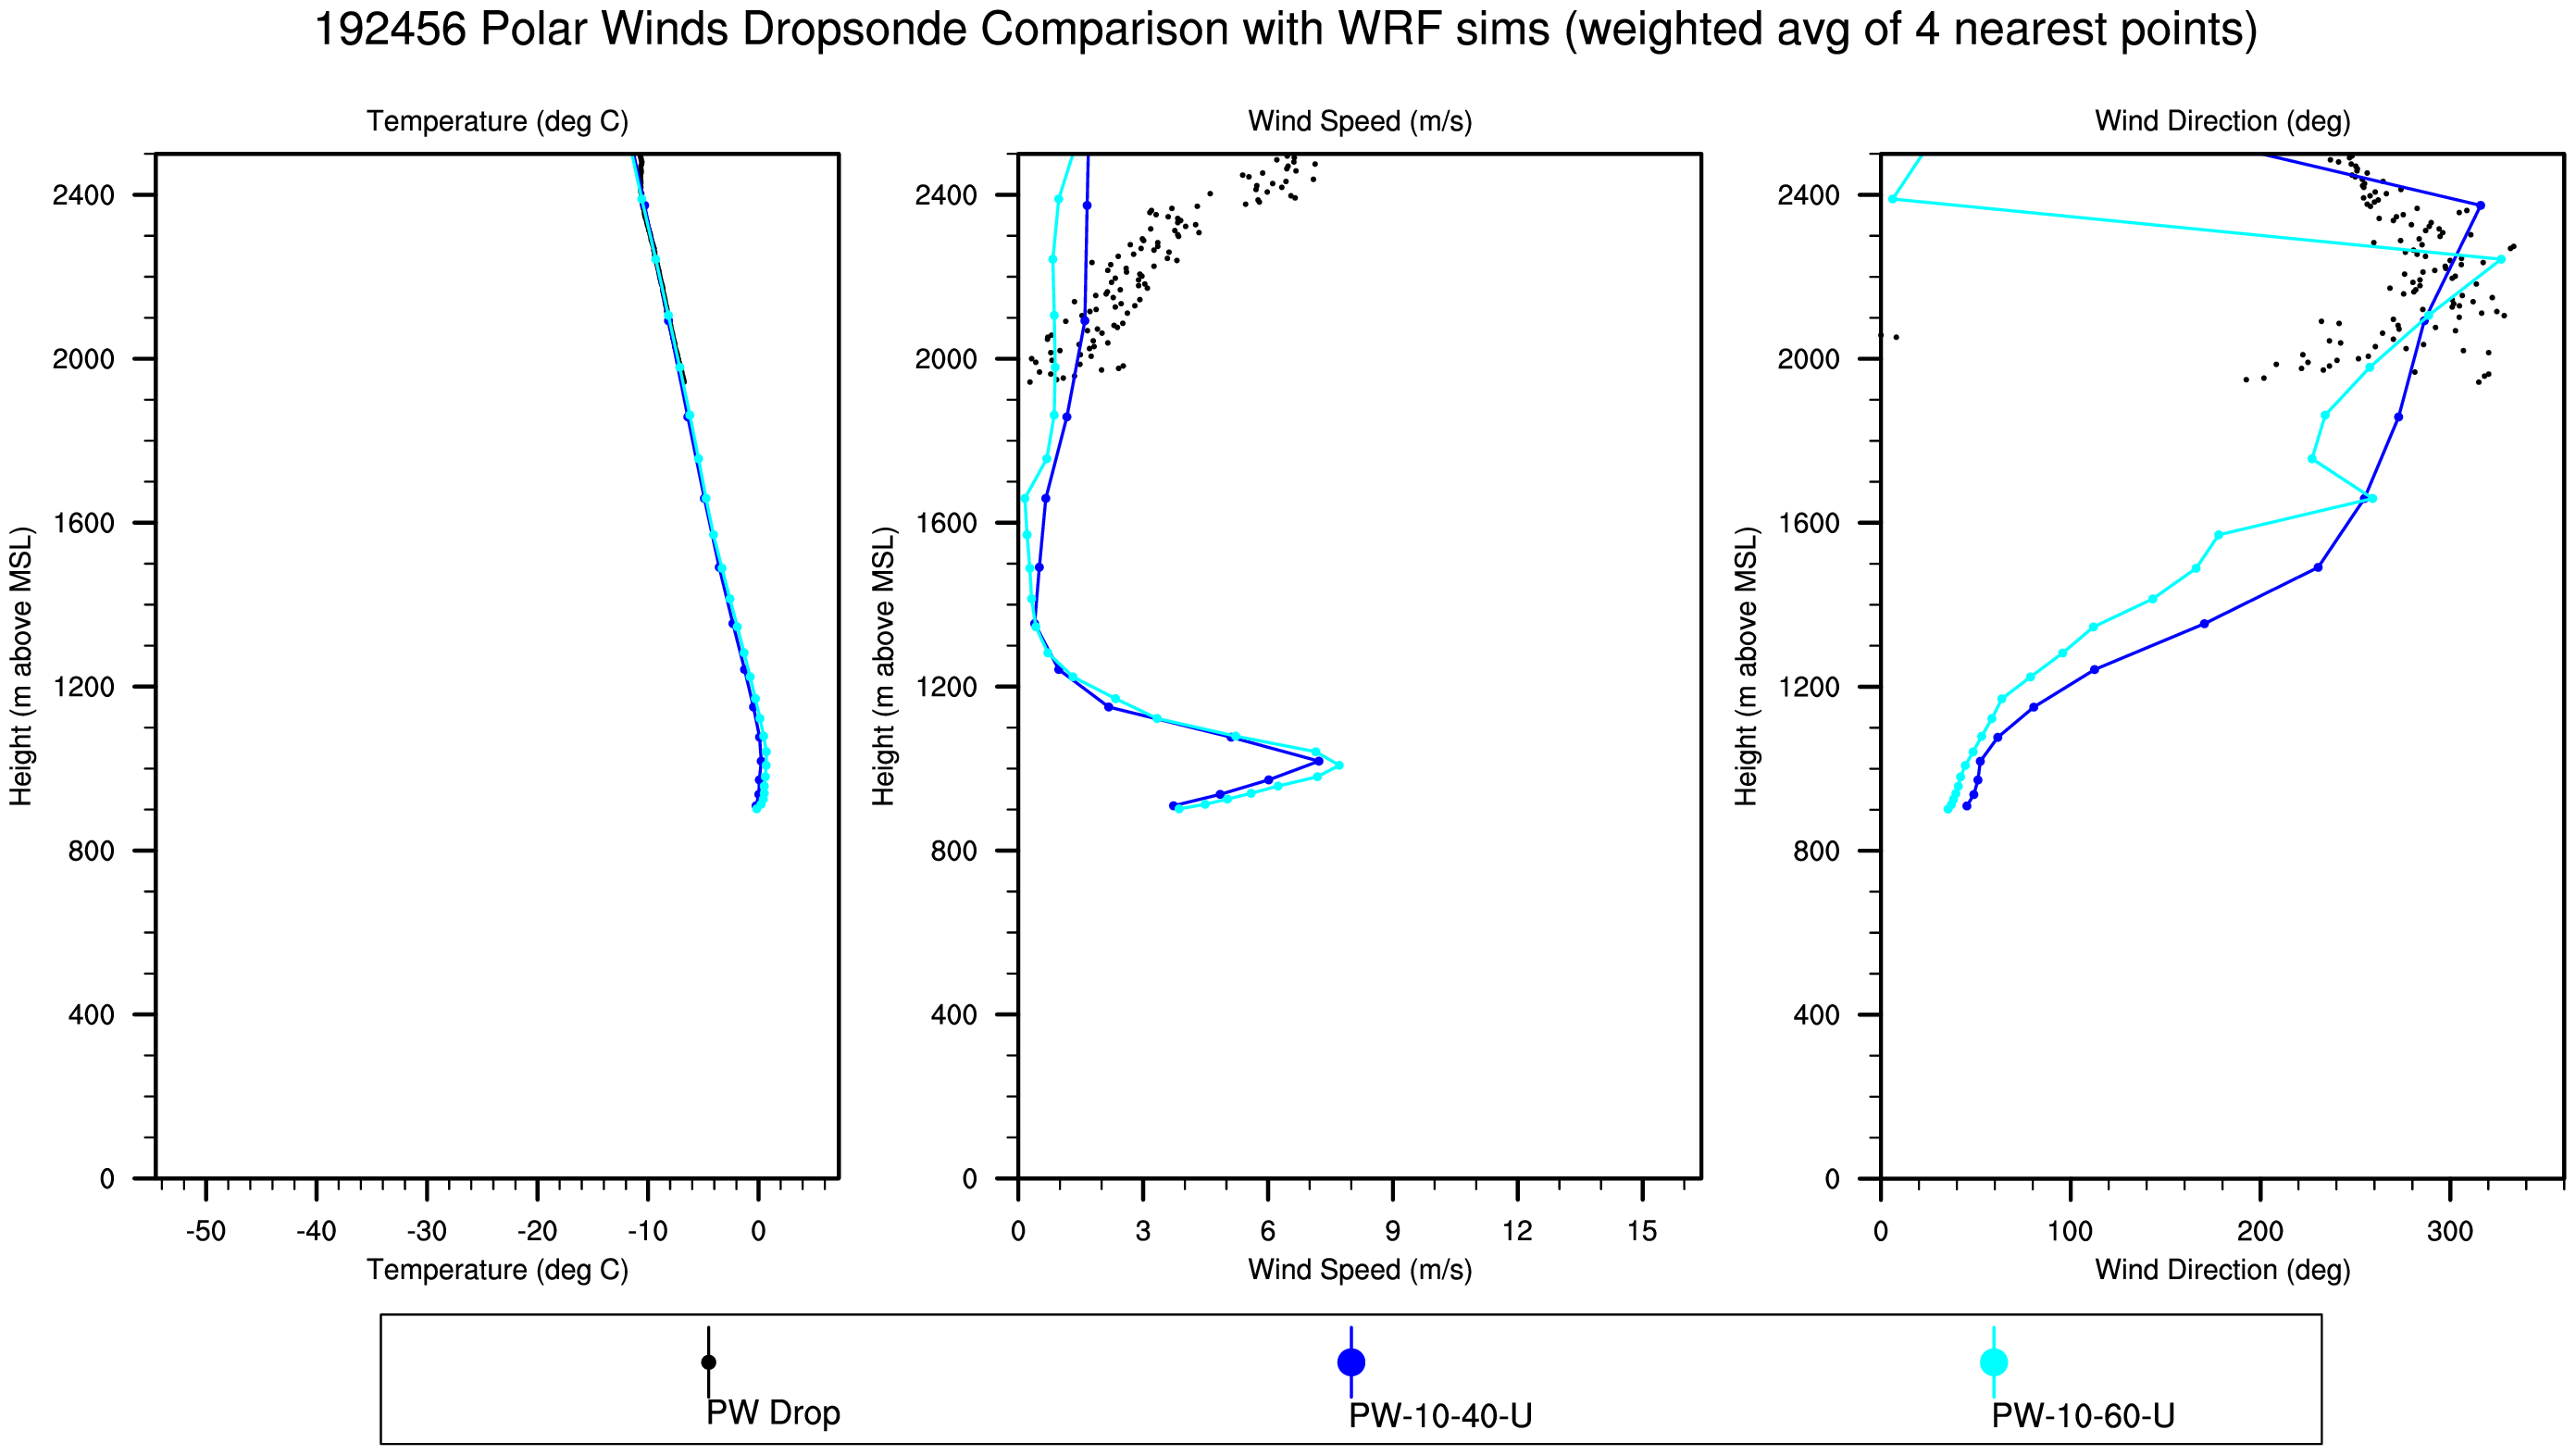 192456 Polar Winds Dropsonde Comparison with WRF sims (weighted avg of 4 nearest points)
Temperature (deg C)
Height (m above MSL)
2400
2000
1600
1200
800
400
0
-50 -40 -30 -20 -10 0
Temperature (deg C)
Wind Speed (m/s)
Height (m above MSL)
2400
2000
1600
1200
800
400
0
0 3 6 9 12 15
Wind Speed (m/s)
Wind Direction (deg)
Height (m above MSL)
2400
2000
1600
1200
800
400
0
0 100 200 300
Wind Direction (deg)
PW Drop
PW-10-40-U
PW-10-60-U